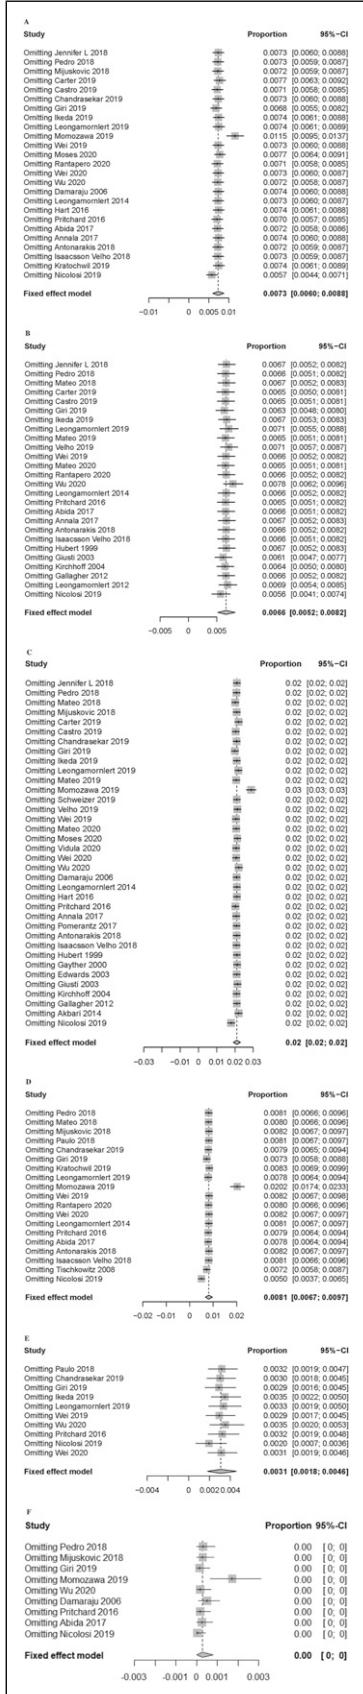 A
Study Proportion 95%-CI
Omitting Jennifer L 2018 0.0073 [0.0060; 0.0088]
Omitting Pedro 2018 0.0073 [0.0059; 0.0087]
Omitting Mijuskovic 2018 0.0072 [0.0059; 0.0087]
Omitting Carter 2019 0.0077 [0.0063; 0.0092]
Omitting Castro 2019 0.0071 [0.0058; 0.0085]
Omitting Chandrasekar 2019 0.0073 [0.0060; 0.0088]
Omitting Giri 2019 0.0068 [0.0055; 0.0082]
Omitting Ikeda 2019 0.0074 [0.0061; 0.0088]
Omitting Leongamornlert 2019 0.0074 [0.0061; 0.0089]
Omitting Momozawa 2019 0.0115 [0.0095; 0.0137]
Omitting Wei 2019 0.0073 [0.0060; 0.0088]
Omitting Moses 2020 0.0077 [0.0064; 0.0091]
Omitting Rantapero 2020 0.0071 [0.0058; 0.0085]
Omitting Wei 2020 0.0073 [0.0060; 0.0087]
Omitting Wu 2020 0.0072 [0.0058; 0.0087]
Omitting Damaraju 2006 0.0074 [0.0060; 0.0088]
Omitting Leongamornlert 2014 0.0073 [0.0060; 0.0087]
Omitting Hart 2016 0.0074 [0.0061; 0.0088]
Omitting Pritchard 2016 0.0070 [0.0057; 0.0085]
Omitting Abida 2017 0.0072 [0.0058; 0.0086]
Omitting Annala 2017 0.0074 [0.0060; 0.0088]
Omitting Antonarakis 2018 0.0072 [0.0059; 0.0087]
Omitting Isaacsson Velho 2018 0.0073 [0.0060; 0.0087]
Omitting Kratochwil 2019 0.0074 [0.0061; 0.0089]
Omitting Nicolosi 2019 0.0057 [0.0044; 0.0071]
Fixed effect model 0.0073 [0.0060; 0.0088]
−0.01 0 0.005 0.01
B
Study Proportion 95%-CI
Omitting Jennifer L 2018 0.0067 [0.0052; 0.0082]
Omitting Pedro 2018 0.0066 [0.0051; 0.0082]
Omitting Mateo 2018 0.0067 [0.0052; 0.0083]
Omitting Carter 2019 0.0065 [0.0050; 0.0081]
Omitting Castro 2019 0.0065 [0.0051; 0.0081]
Omitting Giri 2019 0.0063 [0.0048; 0.0080]
Omitting Ikeda 2019 0.0067 [0.0053; 0.0082]
Omitting Leongamornlert 2019 0.0071 [0.0055; 0.0088]
Omitting Mateo 2019 0.0065 [0.0051; 0.0081]
Omitting Velho 2019 0.0071 [0.0057; 0.0087]
Omitting Wei 2019 0.0066 [0.0052; 0.0082]
Omitting Mateo 2020 0.0065 [0.0051; 0.0081]
Omitting Rantapero 2020 0.0066 [0.0052; 0.0082]
Omitting Wu 2020 0.0078 [0.0062; 0.0096]
Omitting Leongamornlert 2014 0.0066 [0.0052; 0.0082]
Omitting Pritchard 2016 0.0065 [0.0051; 0.0082]
Omitting Abida 2017 0.0066 [0.0052; 0.0082]
Omitting Annala 2017 0.0067 [0.0052; 0.0083]
Omitting Antonarakis 2018 0.0066 [0.0052; 0.0082]
Omitting Isaacsson Velho 2018 0.0066 [0.0051; 0.0082]
Omitting Hubert 1999 0.0067 [0.0052; 0.0083]
Omitting Giusti 2003 0.0061 [0.0047; 0.0077]
Omitting Kirchhoff 2004 0.0064 [0.0050; 0.0080]
Omitting Gallagher 2012 0.0066 [0.0052; 0.0082]
Omitting Leongamornlert 2012 0.0069 [0.0054; 0.0085]
Omitting Nicolosi 2019 0.0056 [0.0041; 0.0074]
Fixed effect model 0.0066 [0.0052; 0.0082]
−0.005 0 0.005
C
Study Proportion 95%-CI
Omitting Jennifer L 2018 0.02 [0.02; 0.02]
Omitting Pedro 2018 0.02 [0.02; 0.02]
Omitting Mateo 2018 0.02 [0.02; 0.02]
Omitting Mijuskovic 2018 0.02 [0.02; 0.02]
Omitting Carter 2019 0.02 [0.02; 0.02]
Omitting Castro 2019 0.02 [0.02; 0.02]
Omitting Chandrasekar 2019 0.02 [0.02; 0.02]
Omitting Giri 2019 0.02 [0.02; 0.02]
Omitting Ikeda 2019 0.02 [0.02; 0.02]
Omitting Leongamornlert 2019 0.02 [0.02; 0.02]
Omitting Mateo 2019 0.02 [0.02; 0.02]
Omitting Momozawa 2019 0.03 [0.03; 0.03]
Omitting Schweizer 2019 0.02 [0.02; 0.02]
Omitting Velho 2019 0.02 [0.02; 0.02]
Omitting Wei 2019 0.02 [0.02; 0.02]
Omitting Mateo 2020 0.02 [0.02; 0.02]
Omitting Moses 2020 0.02 [0.02; 0.02]
Omitting Vidula 2020 0.02 [0.02; 0.02]
Omitting Wei 2020 0.02 [0.02; 0.02]
Omitting Wu 2020 0.02 [0.02; 0.02]
Omitting Damaraju 2006 0.02 [0.02; 0.02]
Omitting Leongamornlert 2014 0.02 [0.02; 0.02]
Omitting Hart 2016 0.02 [0.02; 0.02]
Omitting Pritchard 2016 0.02 [0.02; 0.02]
Omitting Annala 2017 0.02 [0.02; 0.02]
Omitting Pomerantz 2017 0.02 [0.02; 0.02]
Omitting Antonarakis 2018 0.02 [0.02; 0.02]
Omitting Isaacsson Velho 2018 0.02 [0.02; 0.02]
Omitting Hubert 1999 0.02 [0.02; 0.02]
Omitting Gayther 2000 0.02 [0.02; 0.02]
Omitting Edwards 2003 0.02 [0.02; 0.02]
Omitting Giusti 2003 0.02 [0.02; 0.02]
Omitting Kirchhoff 2004 0.02 [0.02; 0.02]
Omitting Gallagher 2012 0.02 [0.02; 0.02]
Omitting Akbari 2014 0.02 [0.02; 0.02]
Omitting Nicolosi 2019 0.02 [0.02; 0.02]
Fixed effect model 0.02 [0.02; 0.02]
−0.03 −0.01 0 0.01 0.02 0.03
D
Study Proportion 95%-CI
Omitting Pedro 2018 0.0081 [0.0066; 0.0096]
Omitting Mateo 2018 0.0080 [0.0066; 0.0096]
Omitting Mijuskovic 2018 0.0082 [0.0067; 0.0097]
Omitting Paulo 2018 0.0081 [0.0067; 0.0097]
Omitting Chandrasekar 2019 0.0079 [0.0065; 0.0094]
Omitting Giri 2019 0.0073 [0.0058; 0.0088]
Omitting Kratochwil 2019 0.0083 [0.0069; 0.0099]
Omitting Leongamornlert 2019 0.0078 [0.0064; 0.0094]
Omitting Momozawa 2019 0.0202 [0.0174; 0.0233]
Omitting Wei 2019 0.0082 [0.0067; 0.0098]
Omitting Rantapero 2020 0.0080 [0.0066; 0.0096]
Omitting Wei 2020 0.0082 [0.0067; 0.0097]
Omitting Leongamornlert 2014 0.0081 [0.0067; 0.0097]
Omitting Pritchard 2016 0.0079 [0.0064; 0.0094]
Omitting Abida 2017 0.0078 [0.0064; 0.0094]
Omitting Antonarakis 2018 0.0082 [0.0067; 0.0097]
Omitting Isaacsson Velho 2018 0.0081 [0.0066; 0.0096]
Omitting Tischkowitz 2008 0.0072 [0.0058; 0.0087]
Omitting Nicolosi 2019 0.0050 [0.0037; 0.0065]
Fixed effect model 0.0081 [0.0067; 0.0097]
−0.02 −0.01 0 0.01 0.02
E
Study Proportion 95%-CI
Omitting Paulo 2018 0.0032 [0.0019; 0.0047]
Omitting Chandrasekar 2019 0.0030 [0.0018; 0.0045]
Omitting Giri 2019 0.0029 [0.0016; 0.0045]
Omitting Ikeda 2019 0.0035 [0.0022; 0.0050]
Omitting Leongamornlert 2019 0.0033 [0.0019; 0.0050]
Omitting Wei 2019 0.0029 [0.0017; 0.0045]
Omitting Wu 2020 0.0035 [0.0020; 0.0053]
Omitting Pritchard 2016 0.0032 [0.0019; 0.0048]
Omitting Nicolosi 2019 0.0020 [0.0007; 0.0036]
Omitting Wei 2020 0.0031 [0.0019; 0.0046]
Fixed effect model 0.0031 [0.0018; 0.0046]
−0.004 0 0.002 0.004
F
Study Proportion 95%-CI
Omitting Pedro 2018 0.00 [ 0; 0]
Omitting Mijuskovic 2018 0.00 [ 0; 0]
Omitting Giri 2019 0.00 [ 0; 0]
Omitting Momozawa 2019 0.00 [ 0; 0]
Omitting Wu 2020 0.00 [ 0; 0]
Omitting Damaraju 2006 0.00 [ 0; 0]
Omitting Pritchard 2016 0.00 [ 0; 0]
Omitting Abida 2017 0.00 [ 0; 0]
Omitting Nicolosi 2019 0.00 [ 0; 0]
Fixed effect model 0.00 [ 0; 0]
-0.003 -0.001 0 0.001 0.003